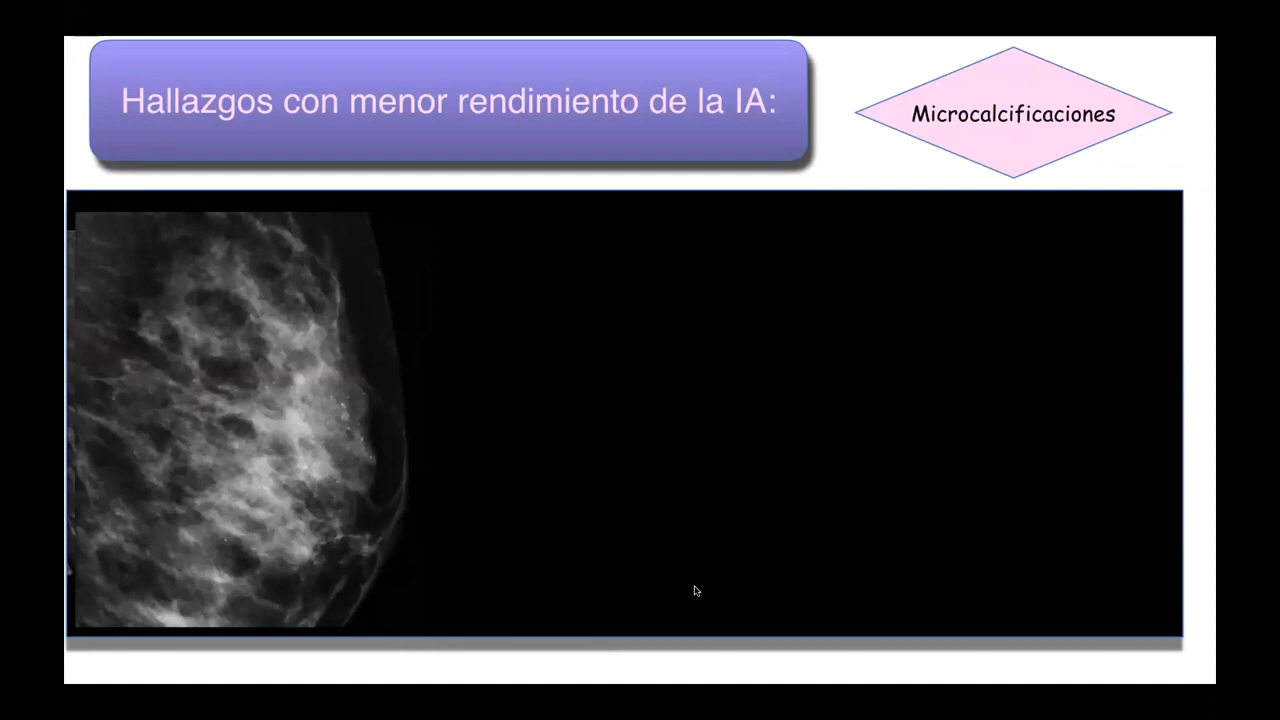 Hallazgos con menor rendimiento de la IA:
Microcalcificaciones